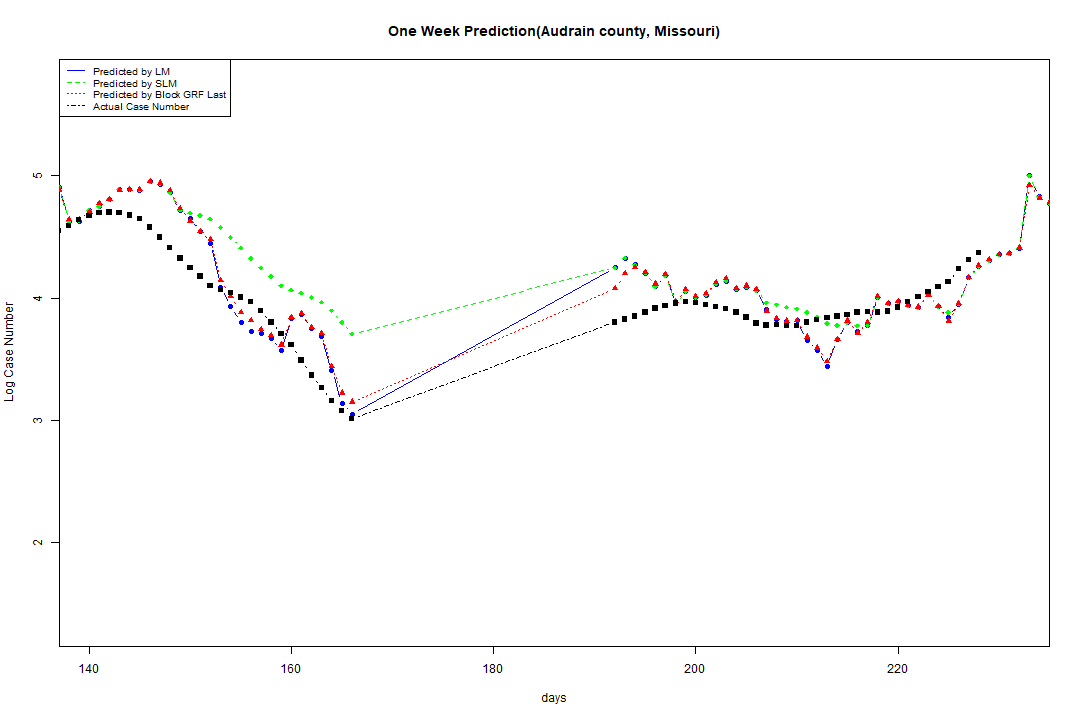 One Week Prediction(Audrain county, Missouri)
Predicted by LM
Predicted by SLM
Predicted by Block GRF Last
Actual Case Number
5
4
3
2
Log Case Number
140 160 180 200 220
days